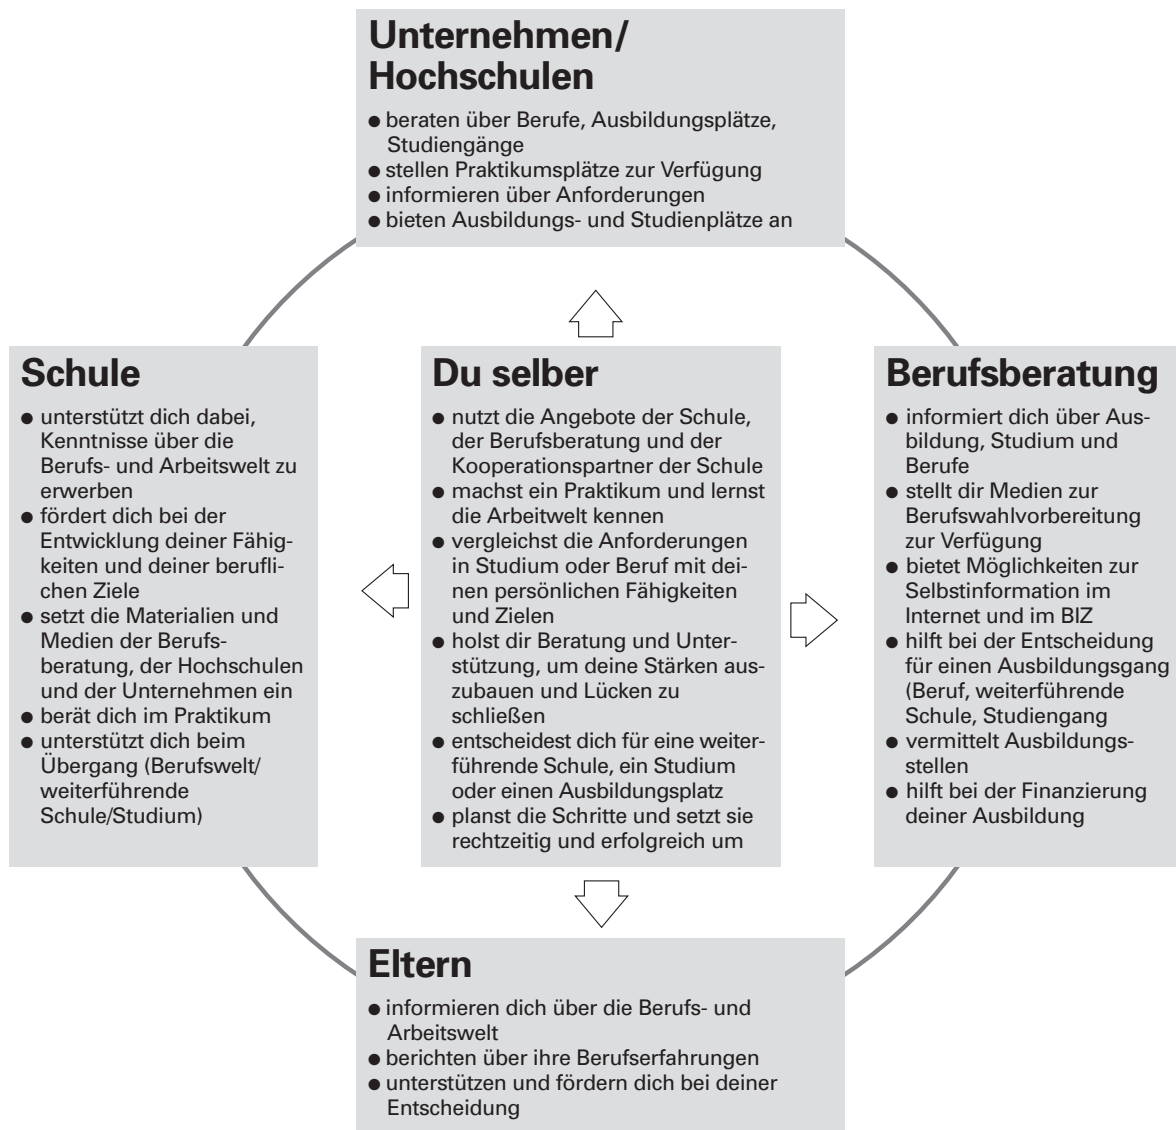 Unternehmen/
Hochschulen
● beraten über Berufe, Ausbildungsplätze,
Studiengänge
● stellen Praktikumsplätze zur Verfügung
● informieren über Anforderungen
● bieten Ausbildungs- und Studienplätze an
Schule
● unterstützt dich dabei,
Kenntnisse über die
Berufs- und Arbeitswelt zu
erwerben
● fördert dich bei der
Entwicklung deiner Fähig-
keiten und deiner berufli-
chen Ziele
● setzt die Materialien und
Medien der Berufs-
beratung, der Hochschulen
und der Unternehmen ein
● berät dich im Praktikum
● unterstützt dich beim
Übergang (Berufswelt/
weiterführende
Schule/Studium)
Du selber
● nutzt die Angebote der Schule,
der Berufsberatung und der
Kooperationspartner der Schule
● machst ein Praktikum und lernst
die Arbeitwelt kennen
● vergleichst die Anforderungen
in Studium oder Beruf mit dei-
nen persönlichen Fähigkeiten
und Zielen
● holst dir Beratung und Unter-
stützung, um deine Stärken aus-
zubauen und Lücken zu
schließen
● entscheidest dich für eine weiter-
führende Schule, ein Studium
oder einen Ausbildungsplatz
● planst die Schritte und setzt sie
rechtzeitig und erfolgreich um
Berufsberatung
● informiert dich über Aus-
bildung, Studium und
Berufe
● stellt dir Medien zur
Berufswahlvorbereitung
zur Verfügung
● bietet Möglichkeiten zur
Selbstinformation im
Internet und im BIZ
● hilft bei der Entscheidung
für einen Ausbildungsgang
(Beruf, weiterführende
Schule, Studiengang
● vermittelt Ausbildungs-
stellen
● hilft bei der Finanzierung
deiner Ausbildung
Eltern
● informieren dich über die Berufs- und
Arbeitswelt
● berichten über ihre Berufserfahrungen
● unterstützen und fördern dich bei deiner
Entscheidung